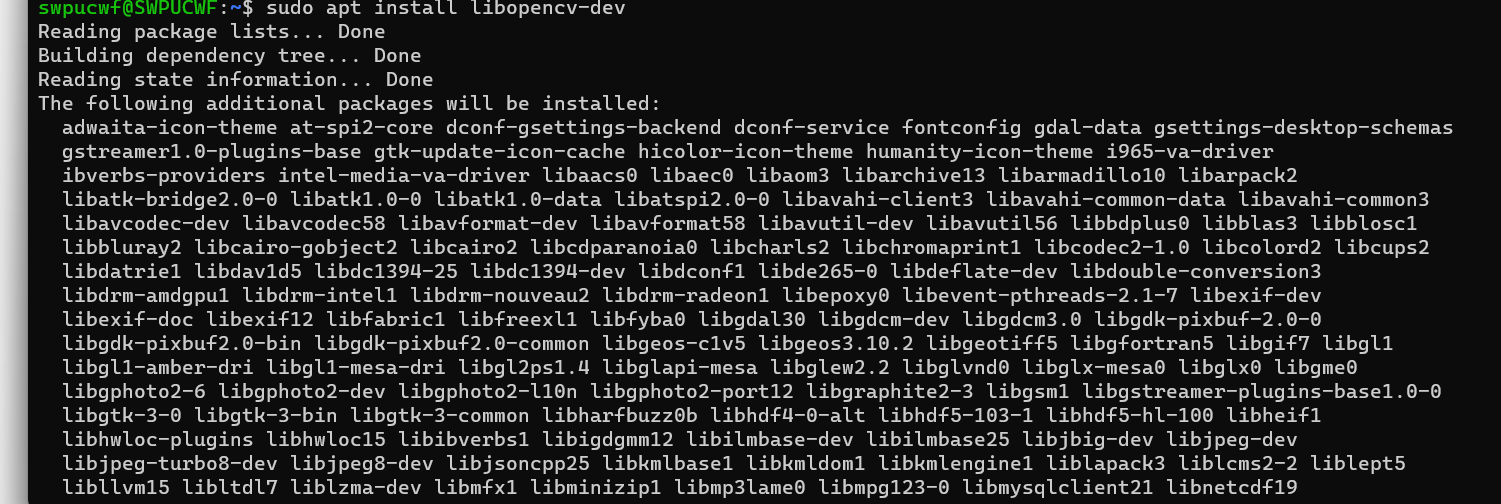 swpucwf@SWPUCWF:~$ sudo apt install libopencv-dev
Reading package lists... Done
Building dependency tree... Done
Reading state information... Done
The following additional packages will be installed:
  adwaita-icon-theme at-spi2-core dconf-gsettings-backend dconf-service fontconfig gdal-data gsettings-desktop-schemas
  gstreamer1.0-plugins-base gtk-update-icon-cache hicolor-icon-theme humanity-icon-theme i965-va-driver
  ibverbs-providers intel-media-va-driver libaacs0 libaec0 libaom3 libarchive13 libarmadillo10 libarpack2
  libatk-bridge2.0-0 libatk1.0-0 libatk1.0-data libatspi2.0-0 libavahi-client3 libavahi-common-data libavahi-common3
  libavcodec-dev libavcodec58 libavformat-dev libavformat58 libavutil-dev libavutil56 libbdplus0 libblas3 libblosc1
  libbluray2 libcairo-gobject2 libcairo2 libcdparanoia0 libcharls2 libchromaprint1 libcodec2-1.0 libcolord2 libcups2
  libdatrie1 libdav1d5 libdc1394-25 libdc1394-dev libdconf1 libde265-0 libdeflate-dev libdouble-conversion3
  libdrm-amdgpu1 libdrm-intel1 libdrm-nouveau2 libdrm-radeon1 libepoxy0 libevent-pthreads-2.1-7 libexif-dev
  libexif-doc libexif12 libfabric1 libfreexl1 libfyba0 libgdal30 libgdcm-dev libgdcm3.0 libgdk-pixbuf-2.0-0
  libgdk-pixbuf2.0-bin libgdk-pixbuf2.0-common libgeos-c1v5 libgeos3.10.2 libgeotiff5 libgfortran5 libgif7 libgl1
  libgl1-amber-dri libgl1-mesa-dri libgl2ps1.4 libglapi-mesa libglew2.2 libglvnd0 libglx-mesa0 libglx0 libgme0
  libgphoto2-6 libgphoto2-dev libgphoto2-l10n libgphoto2-port12 libgraphite2-3 libgsm1 libgstreamer-plugins-base1.0-0
  libgtk-3-0 libgtk-3-bin libgtk-3-common libharfbuzz0b libhdf4-0-alt libhdf5-103-1 libhdf5-hl-100 libheif1
  libhwloc-plugins libhwloc15 libibverbs1 libigdgmm12 libilmbase-dev libilmbase25 libjbig-dev libjpeg-dev
  libjpeg-turbo8-dev libjpeg8-dev libjsoncpp25 libkmlbase1 libkmldom1 libkmlengine1 liblapack3 liblcms2-2 liblept5
  libllvm15 libltdl7 liblzma-dev libmfx1 libminizip1 libmp3lame0 libmpg123-0 libmysqlclient21 libnetcdf19